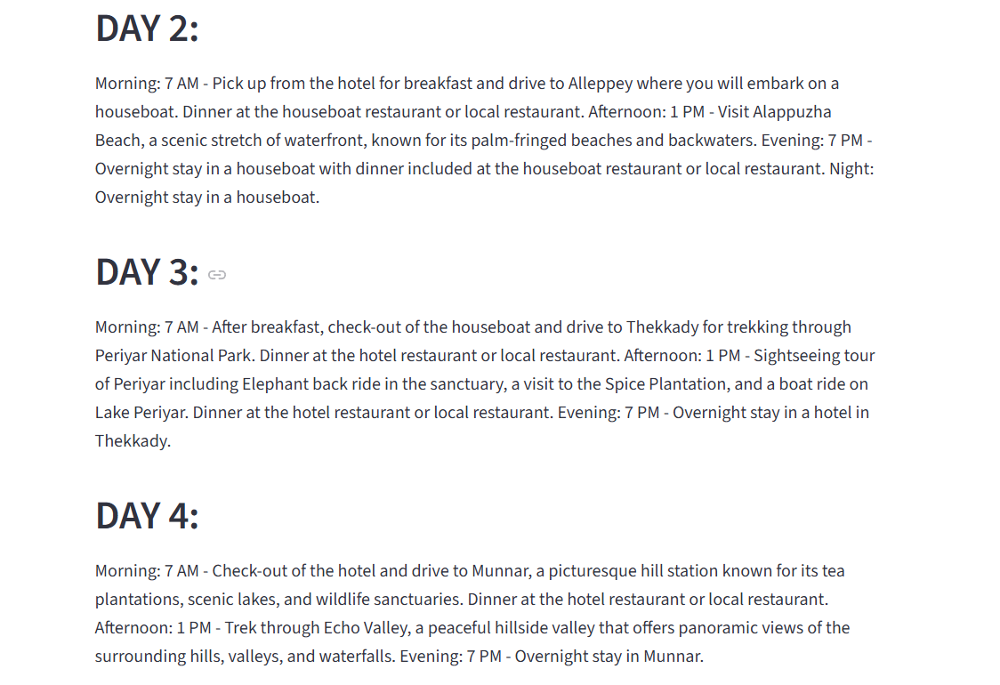 DAY 2:
Morning: 7 AM - Pick up from the hotel for breakfast and drive to Alleppey where you will embark on a
houseboat. Dinner at the houseboat restaurant or local restaurant. Afternoon: 1 PM - Visit Alappuzha
Beach, a scenic stretch of waterfront, known for its palm-fringed beaches and backwaters. Evening: 7 PM -
Overnight stay in a houseboat with dinner included at the houseboat restaurant or local restaurant. Night:
Overnight stay in a houseboat.
DAY 3:
Morning: 7 AM - After breakfast, check-out of the houseboat and drive to Thekkady for trekking through
Periyar National Park. Dinner at the hotel restaurant or local restaurant. Afternoon: 1 PM - Sightseeing tour
of Periyar including Elephant back ride in the sanctuary, a visit to the Spice Plantation, and a boat ride on
Lake Periyar. Dinner at the hotel restaurant or local restaurant. Evening: 7 PM - Overnight stay in a hotel in
Thekkady.
DAY 4:
Morning: 7 AM - Check-out of the hotel and drive to Munnar, a picturesque hill station known for its tea
plantations, scenic lakes, and wildlife sanctuaries. Dinner at the hotel restaurant or local restaurant.
Afternoon: 1 PM - Trek through Echo Valley, a peaceful hillside valley that offers panoramic views of the
surrounding hills, valleys, and waterfalls. Evening: 7 PM - Overnight stay in Munnar.